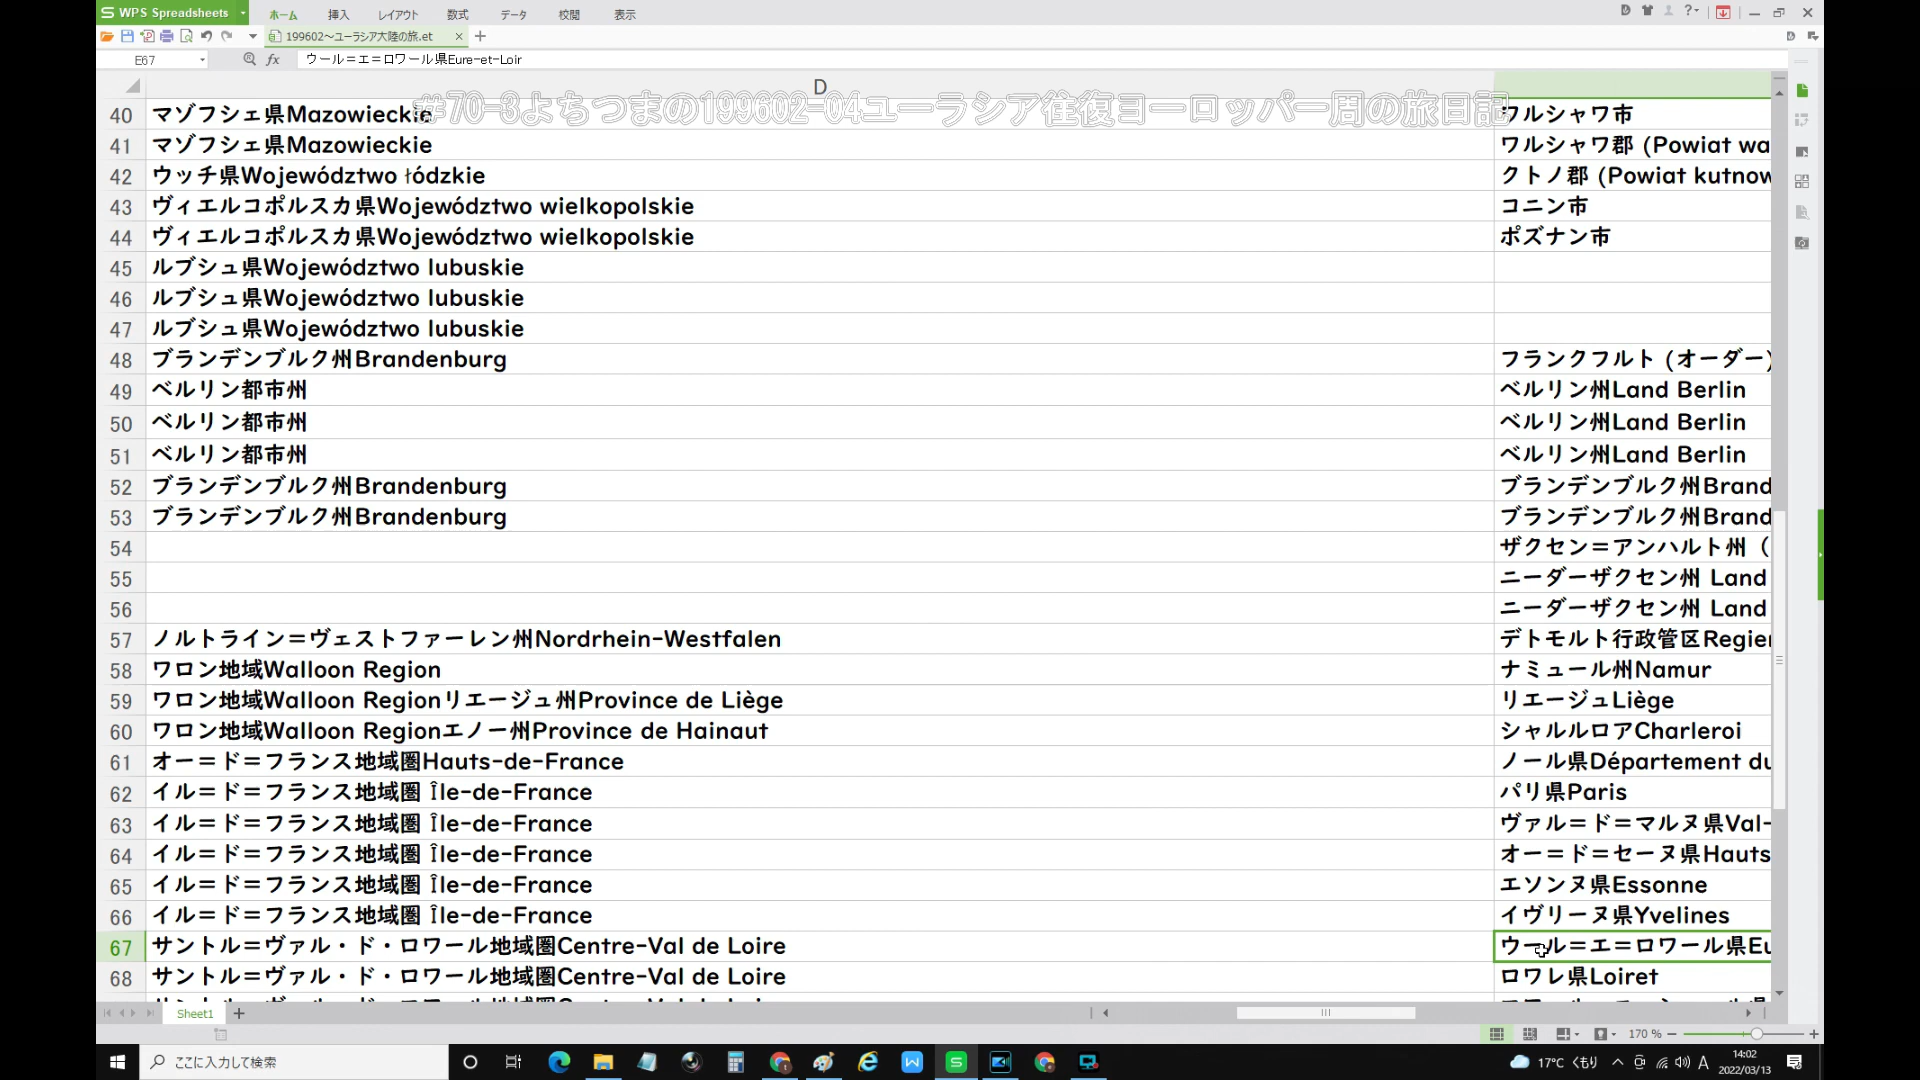 WPS Spreadsheets
ホーム 挿入 レイアウト 数式 データ 校閲 表示
199602～ユーラシア大陸の旅.et
E67 fx ウール＝エ＝ロワール県Eure-et-Loir
D
#70-3よちつまの199602-04ユーラシア往復ヨーロッパ一周の旅日記
40 マゾフシェ県Mazowieckie ワルシャワ市
41 マゾフシェ県Mazowieckie ワルシャワ郡 (Powiat wa
42 ウッチ県Województwo łódzkie クトノ郡 (Powiat kutnow
43 ヴィエルコポルスカ県Województwo wielkopolskie コニン市
44 ヴィエルコポルスカ県Województwo wielkopolskie ポズナン市
45 ルブシュ県Województwo lubuskie
46 ルブシュ県Województwo lubuskie
47 ルブシュ県Województwo lubuskie
48 ブランデンブルク州Brandenburg フランクフルト (オーダー)
49 ベルリン都市州 ベルリン州Land Berlin
50 ベルリン都市州 ベルリン州Land Berlin
51 ベルリン都市州 ベルリン州Land Berlin
52 ブランデンブルク州Brandenburg ブランデンブルク州Brand
53 ブランデンブルク州Brandenburg ブランデンブルク州Brand
54 ザクセン＝アンハルト州（
55 ニーダーザクセン州 Land
56 ニーダーザクセン州 Land
57 ノルトライン＝ヴェストファーレン州Nordrhein-Westfalen デトモルト行政管区Regier
58 ワロン地域Walloon Region ナミュール州Namur
59 ワロン地域Walloon Regionリエージュ州Province de Liège リエージュLiège
60 ワロン地域Walloon Regionエノー州Province de Hainaut シャルルロアCharleroi
61 オー＝ド＝フランス地域圏Hauts-de-France ノール県Département du
62 イル＝ド＝フランス地域圏 Île-de-France パリ県Paris
63 イル＝ド＝フランス地域圏 Île-de-France ヴァル＝ド＝マルヌ県Val-
64 イル＝ド＝フランス地域圏 Île-de-France オー＝ド＝セーヌ県Hauts
65 イル＝ド＝フランス地域圏 Île-de-France エソンヌ県Essonne
66 イル＝ド＝フランス地域圏 Île-de-France イヴリーヌ県Yvelines
67 サントル＝ヴァル・ド・ロワール地域圏Centre-Val de Loire ウール＝エ＝ロワール県Eu
68 サントル＝ヴァル・ド・ロワール地域圏Centre-Val de Loire ロワレ県Loiret
Sheet1
170 %
ここに入力して検索
17°C くもり A 14:02
2022/03/13